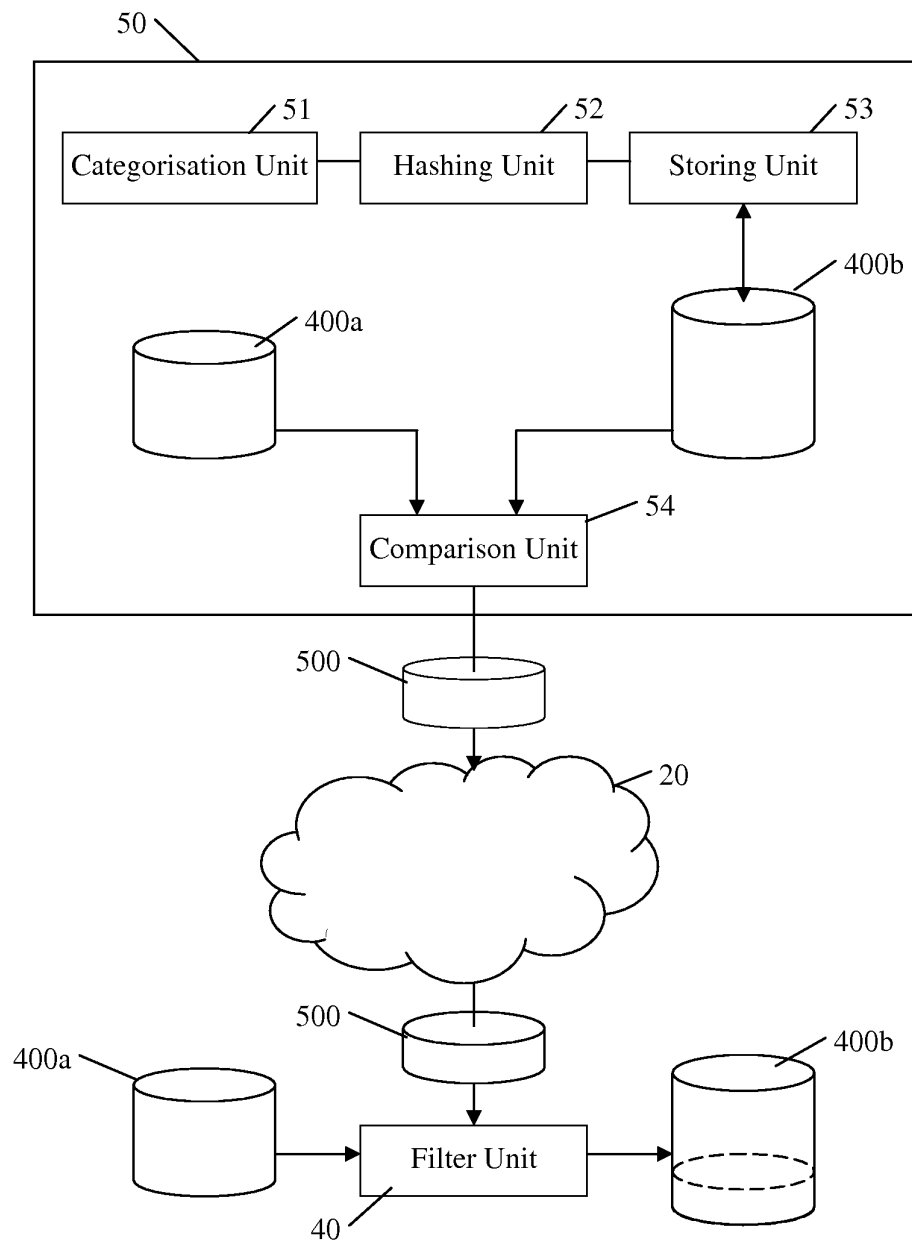 50
51
52
53
Categorisation Unit
Hashing Unit
Storing Unit
400b
400a
54
Comparison Unit
500
20
500
400a
400b
Filter Unit
40